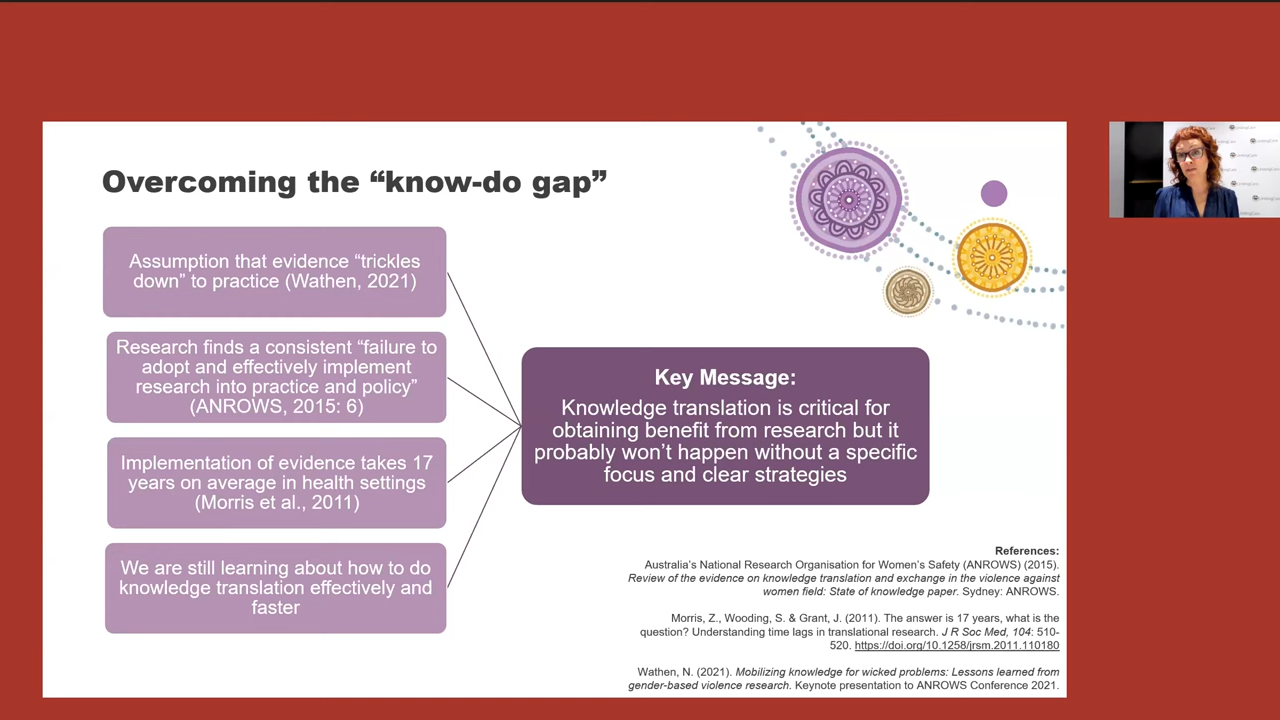 Overcoming the “know-do gap”
Assumption that evidence “trickles
down” to practice (Wathen, 2021)
Research finds a consistent “failure to
adopt and effectively implement
research into practice and policy”
(ANROWS, 2015: 6)
Implementation of evidence takes 17
years on average in health settings
(Morris et al., 2011)
We are still learning about how to do
knowledge translation effectively and
faster
Key Message:
Knowledge translation is critical for
obtaining benefit from research but it
probably won’t happen without a specific
focus and clear strategies
References:
Australia’s National Research Organisation for Women’s Safety (ANROWS) (2015).
Review of the evidence on knowledge translation and exchange in the violence against
women field: State of knowledge paper. Sydney: ANROWS.
Morris, Z., Wooding, S. & Grant, J. (2011). The answer is 17 years, what is the
question? Understanding time lags in translational research. J R Soc Med, 104: 510-
520. https://doi.org/10.1258/jrsm.2011.110180
Wathen, N. (2021). Mobilizing knowledge for wicked problems: Lessons learned from
gender-based violence research. Keynote presentation to ANROWS Conference 2021.